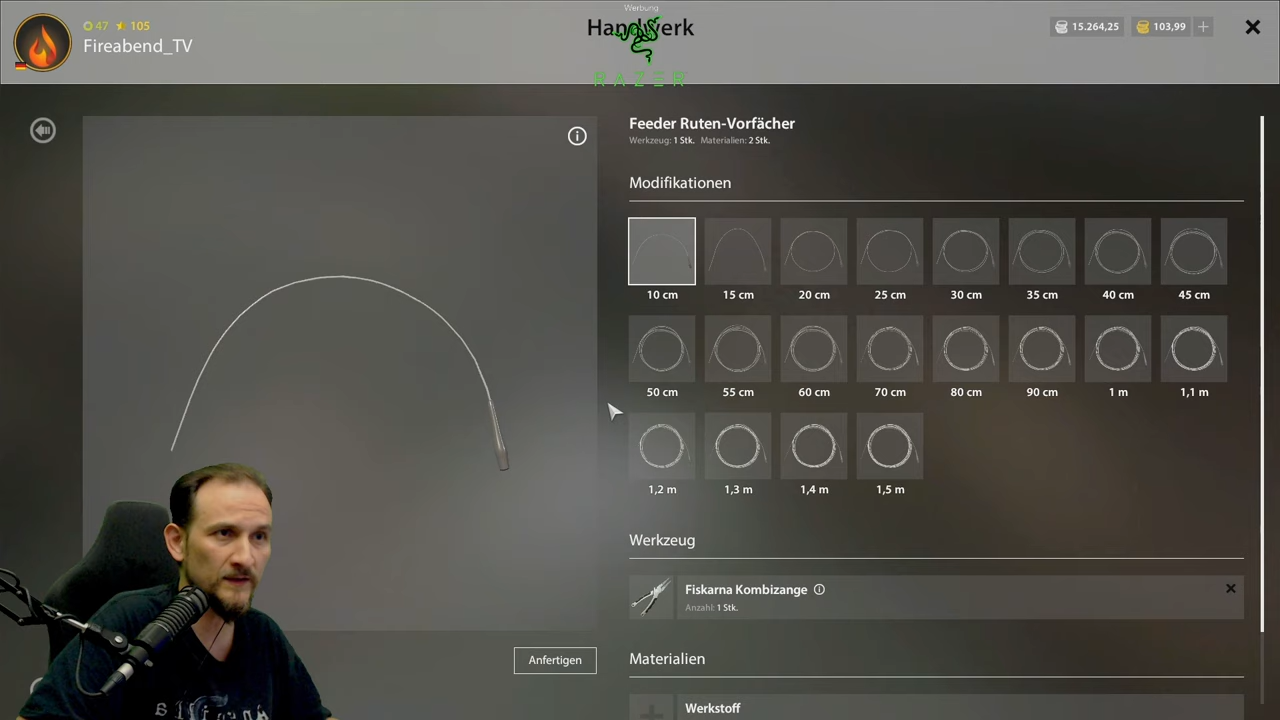 Werbung
47 105
Handwerk
15.264,25 103,99 +
Fireabend_TV
RAZER
Feeder Ruten-Vorfächer
Werkzeug: 1 Stk. Materialien: 2 Stk.
Modifikationen
10 cm 15 cm 20 cm 25 cm 30 cm 35 cm 40 cm 45 cm
50 cm 55 cm 60 cm 70 cm 80 cm 90 cm 1 m 1,1 m
1,2 m 1,3 m 1,4 m 1,5 m
Werkzeug
Fiskarna Kombizange
Anzahl: 1 Stk.
Anfertigen
Materialien
Werkstoff